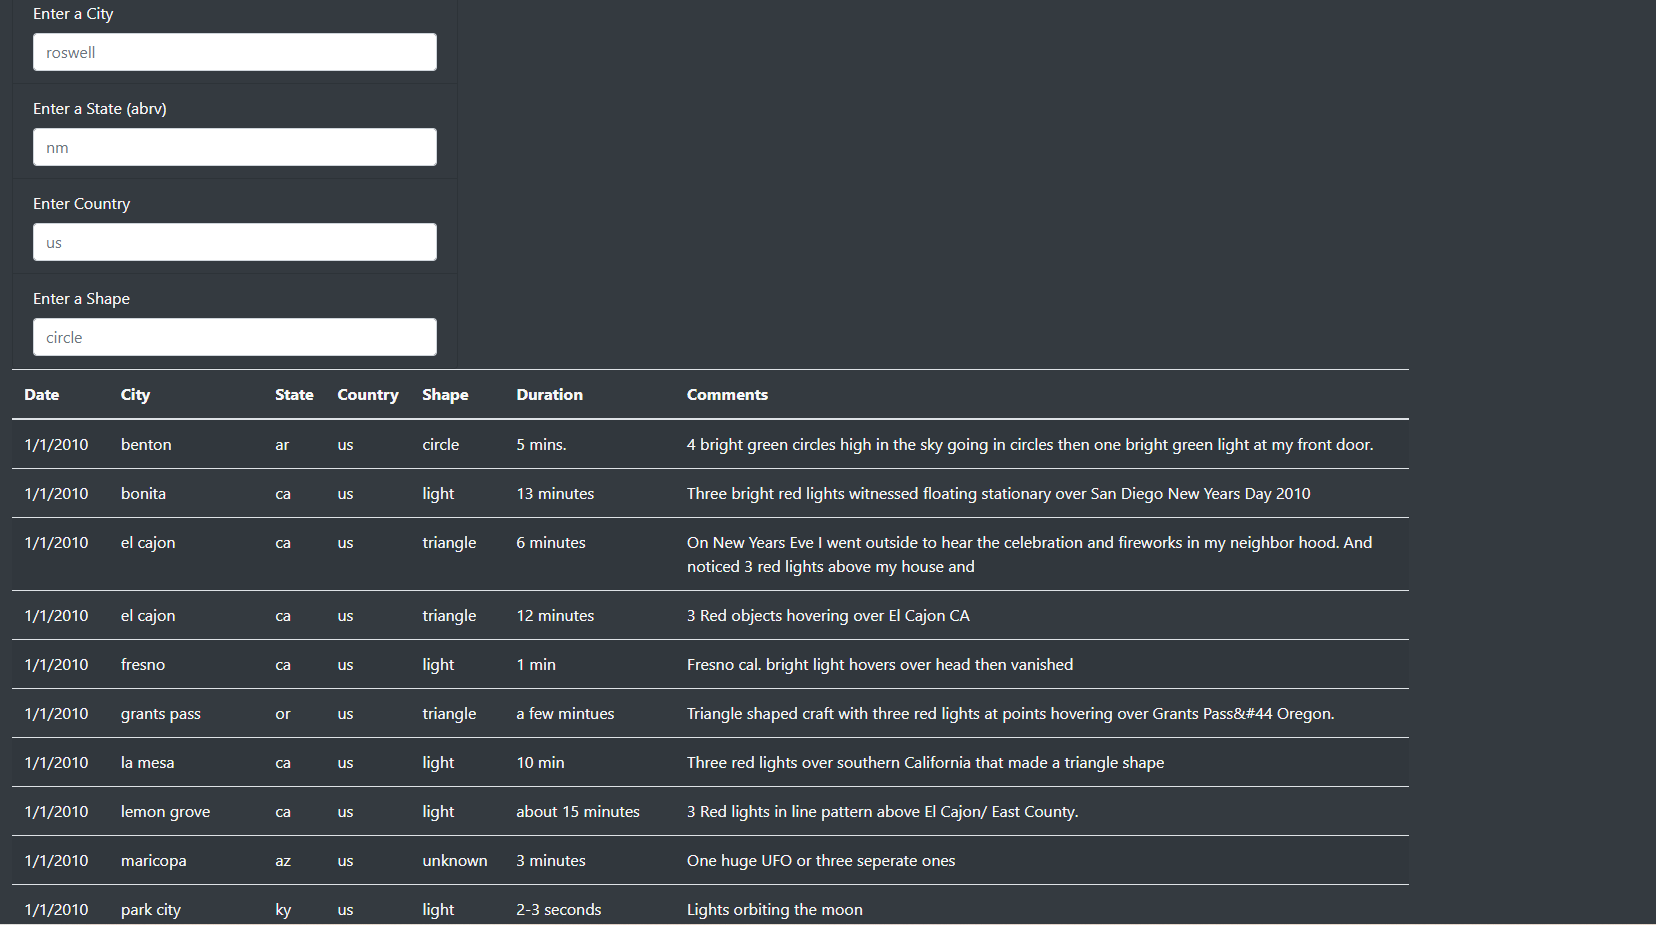 Enter a City
roswell
Enter a State (abrv)
nm
Enter Country
us
Enter a Shape
circle
Date City State Country Shape Duration Comments
1/1/2010 benton ar us circle 5 mins. 4 bright green circles high in the sky going in circles then one bright green light at my front door.
1/1/2010 bonita ca us light 13 minutes Three bright red lights witnessed floating stationary over San Diego New Years Day 2010
1/1/2010 el cajon ca us triangle 6 minutes On New Years Eve I went outside to hear the celebration and fireworks in my neighbor hood. And
noticed 3 red lights above my house and
1/1/2010 el cajon ca us triangle 12 minutes 3 Red objects hovering over El Cajon CA
1/1/2010 fresno ca us light 1 min Fresno cal. bright light hovers over head then vanished
1/1/2010 grants pass or us triangle a few mintues Triangle shaped craft with three red lights at points hovering over Grants Pass&#44 Oregon.
1/1/2010 la mesa ca us light 10 min Three red lights over southern California that made a triangle shape
1/1/2010 lemon grove ca us light about 15 minutes 3 Red lights in line pattern above El Cajon/ East County.
1/1/2010 maricopa az us unknown 3 minutes One huge UFO or three seperate ones
1/1/2010 park city ky us light 2-3 seconds Lights orbiting the moon